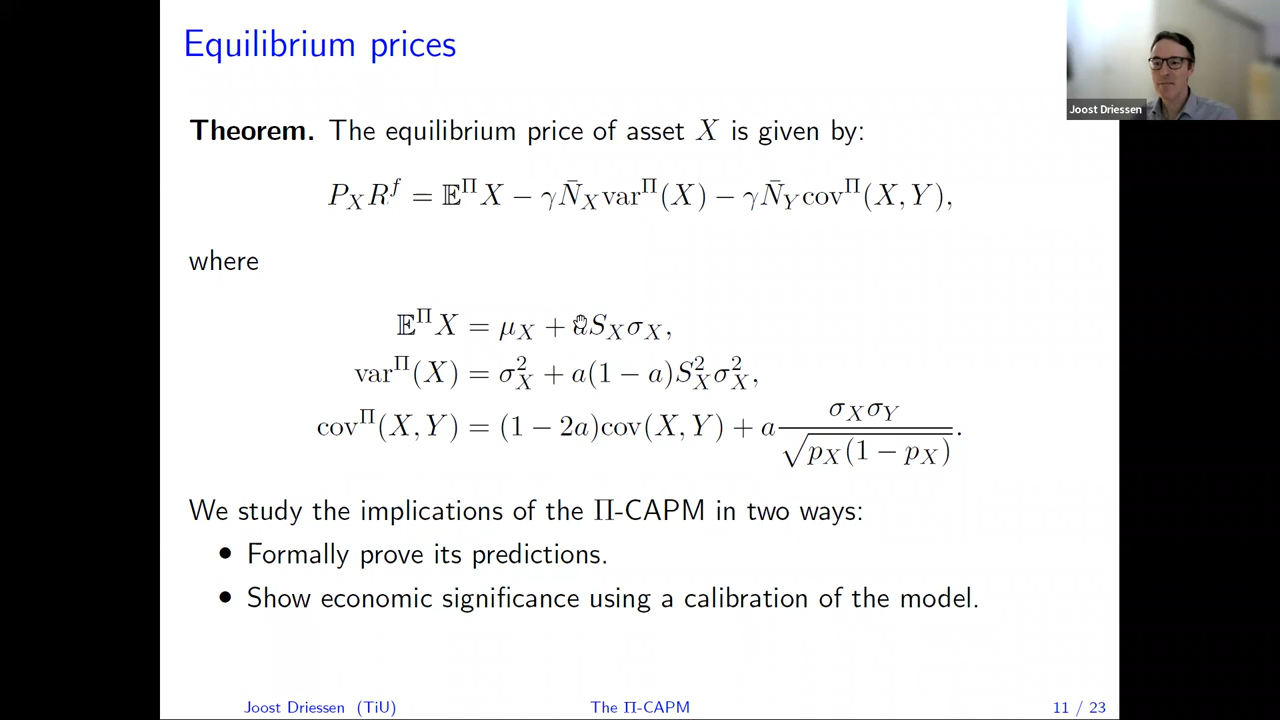 Equilibrium prices
Joost Driessen
Theorem. The equilibrium price of asset X is given by:
P_X R^f = 𝔼^Π X − γN̄_X var^Π(X) − γN̄_Y cov^Π(X, Y),
where
𝔼^Π X = μ_X + aS_X σ_X,
var^Π(X) = σ_X^2 + a(1 − a)S_X^2 σ_X^2,
cov^Π(X, Y) = (1 − 2a)cov(X, Y) + a σ_X σ_Y / √(p_X(1 − p_X)).
We study the implications of the Π-CAPM in two ways:
• Formally prove its predictions.
• Show economic significance using a calibration of the model.
Joost Driessen (TiU) The Π-CAPM 11 / 23